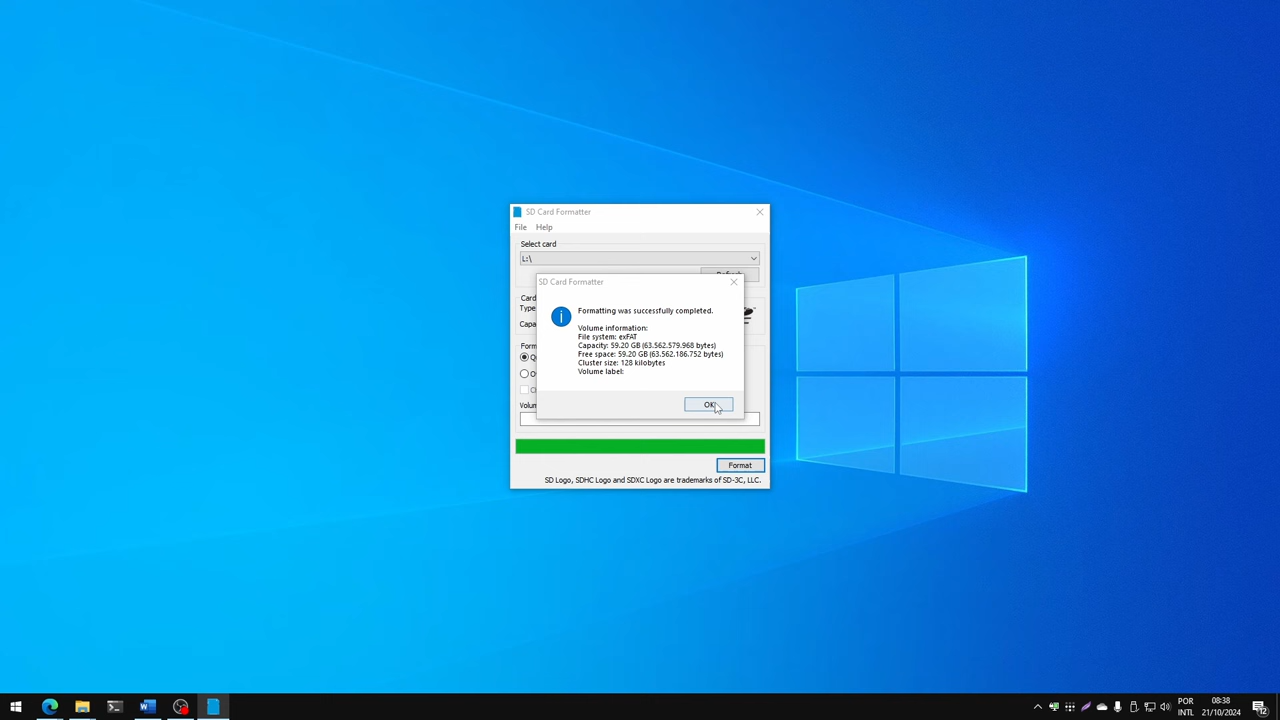 SD Card Formatter
File Help
Select card
L:\
SD Card Formatter
Card
Type
Capa
Formatting was successfully completed.
Volume information:
File system: exFAT
Capacity: 59.20 GB (63.562.579.968 bytes)
Free space: 59.20 GB (63.562.186.752 bytes)
Cluster size: 128 kilobytes
Volume label:
OK
Form
Volum
Format
SD Logo, SDHC Logo and SDXC Logo are trademarks of SD-3C, LLC.
POR
INTL
08:38
21/10/2024
12